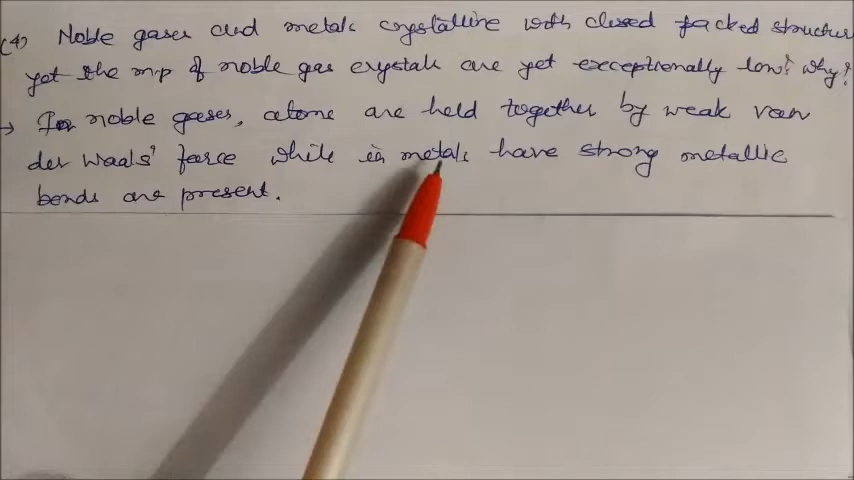 (4) Noble gases and metals crystalline with closed packed structure
yet the m.p of noble gas crystals are yet exceptionally low? why?
→ In noble gases, atoms are held together by weak van
der Waals' force while in metals have strong metallic
bonds are present.